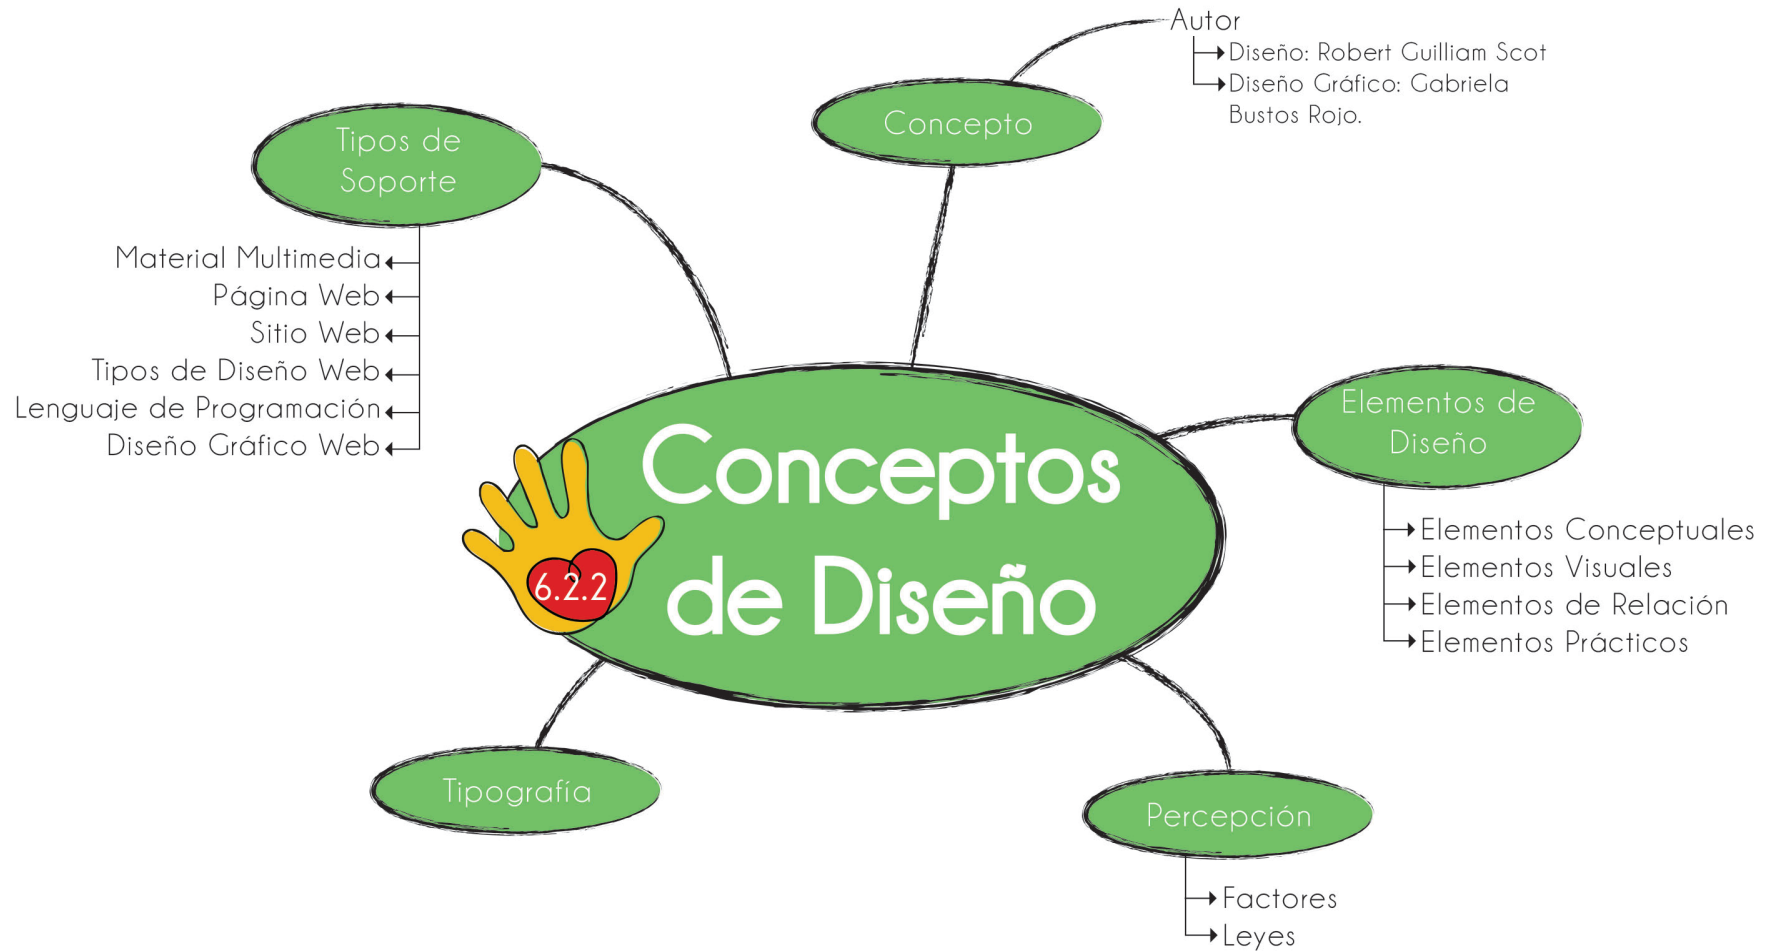 Autor
Diseño: Robert Guilliam Scot
Diseño Gráfico: Gabriela
Bustos Rojo.
Concepto
Tipos de
Soporte
Material Multimedia
Página Web
Sitio Web
Tipos de Diseño Web
Lenguaje de Programación
Diseño Gráfico Web
Elementos de
Diseño
Elementos Conceptuales
Elementos Visuales
Elementos de Relación
Elementos Prácticos
Conceptos
de Diseño
6.2.2
Tipografía
Percepción
Factores
Leyes